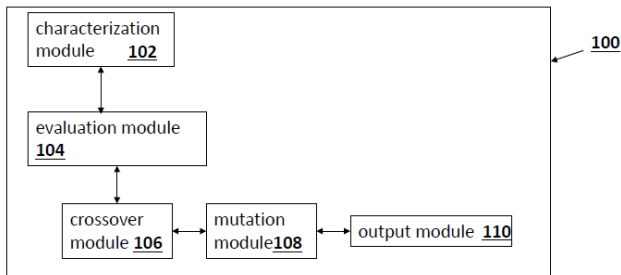 characterization
module 102
100
evaluation module
104
crossover
module 106
mutation
module108
output module 110